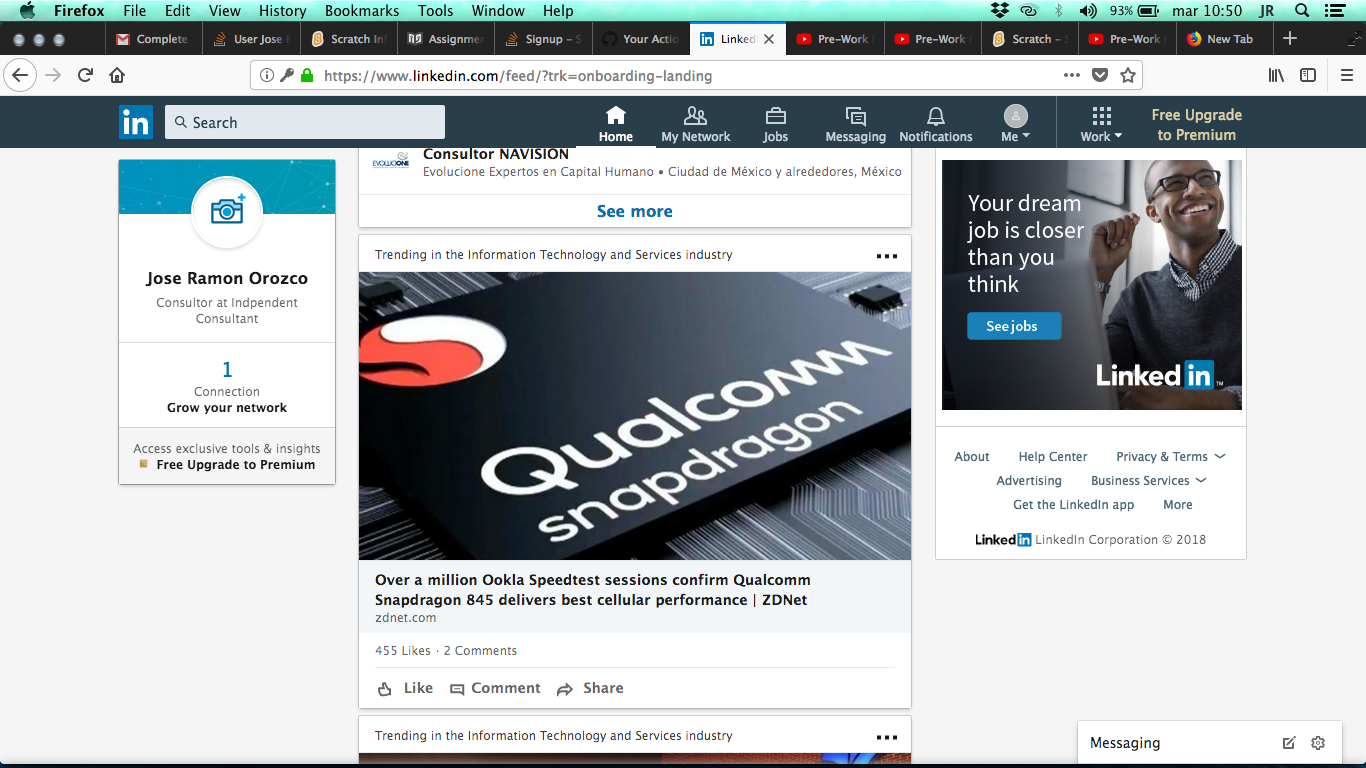 Firefox File Edit View History Bookmarks Tools Window Help 93% mar 10:50 JR
Complete User Jose Scratch In Assignme Signup – S Your Actio Linked Pre-Work Pre-Work Scratch – Pre-Work New Tab
https://www.linkedin.com/feed/?trk=onboarding-landing
in Search Home My Network Jobs Messaging Notifications Me Work Free Upgrade
to Premium
Jose Ramon Orozco
Consultor at Indpendent
Consultant
1
Connection
Grow your network
Access exclusive tools & insights
Free Upgrade to Premium
EVOLUCIONE
Consultor NAVISION
Evolucione Expertos en Capital Humano • Ciudad de México y alrededores, México
See more
Trending in the Information Technology and Services industry
Qualcomm
snapdragon
Over a million Ookla Speedtest sessions confirm Qualcomm
Snapdragon 845 delivers best cellular performance | ZDNet
zdnet.com
455 Likes · 2 Comments
Like Comment Share
Trending in the Information Technology and Services industry
Your dream
job is closer
than you
think
See jobs
Linked in
About Help Center Privacy & Terms
Advertising Business Services
Get the LinkedIn app More
Linked in LinkedIn Corporation © 2018
Messaging